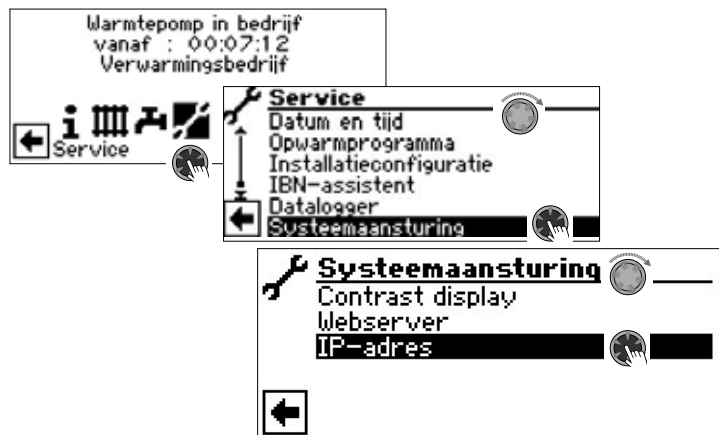 Warmtepomp in bedrijf
vanaf : 00:07:12
Verwarmingsbedrijf
Service
Service
Datum en tijd
Opwarmprogramma
Installatieconfiguratie
IBN-assistent
Datalogger
Systeemaansturing
Systeemaansturing
Contrast display
Webserver
IP-adres